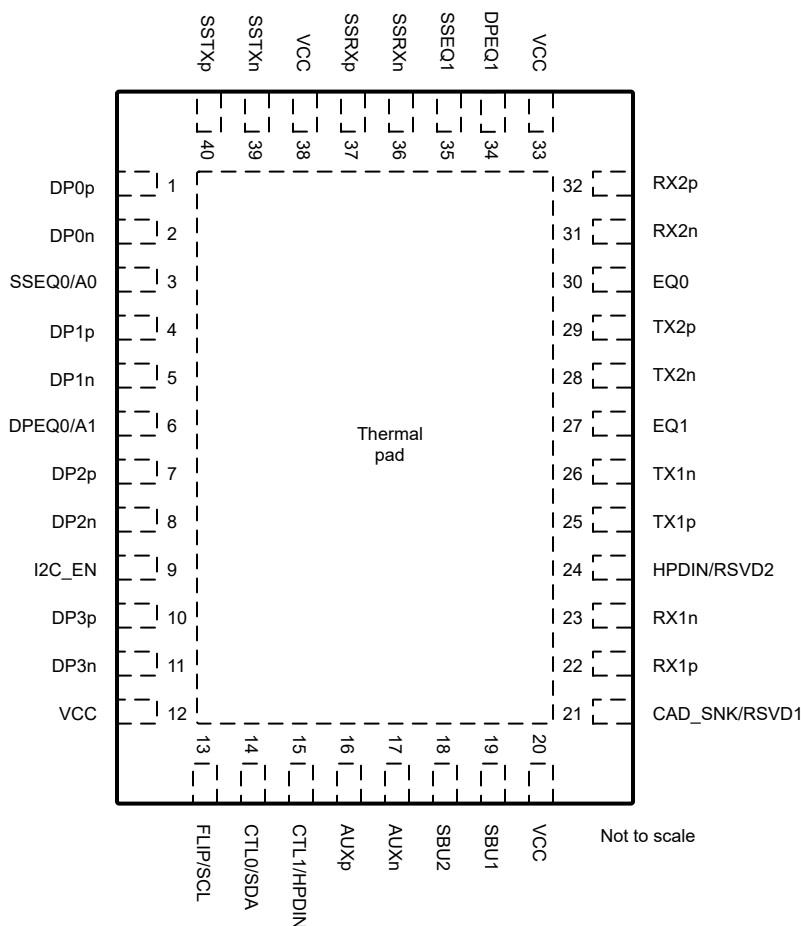 SSTXp
SSTXn
VCC
SSRXp
SSRXn
SSEQ1
DPEQ1
VCC
40
39
38
37
36
35
34
33
DP0p 1
DP0n 2
SSEQ0/A0 3
DP1p 4
DP1n 5
DPEQ0/A1 6
DP2p 7
DP2n 8
I2C_EN 9
DP3p 10
DP3n 11
VCC 12
Thermal
pad
32 RX2p
31 RX2n
30 EQ0
29 TX2p
28 TX2n
27 EQ1
26 TX1n
25 TX1p
24 HPDIN/RSVD2
23 RX1n
22 RX1p
21 CAD_SNK/RSVD1
13
14
15
16
17
18
19
20
FLIP/SCL
CTL0/SDA
CTL1/HPDIN
AUXp
AUXn
SBU2
SBU1
VCC
Not to scale